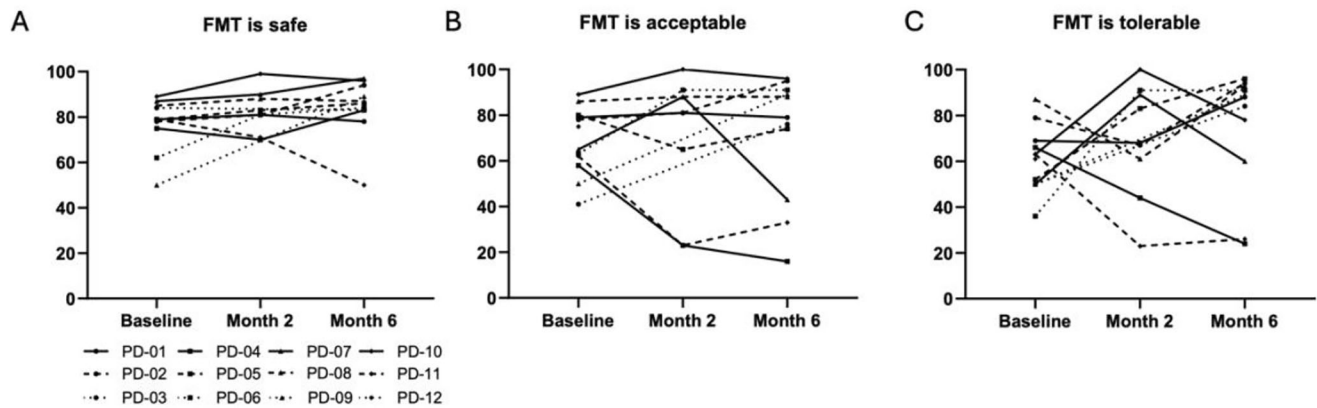 A FMT is safe
B FMT is acceptable
C FMT is tolerable
100
80
60
40
20
0
Baseline Month 2 Month 6
100
80
60
40
20
0
Baseline Month 2 Month 6
100
80
60
40
20
0
Baseline Month 2 Month 6
PD-01 PD-04 PD-07 PD-10
PD-02 PD-05 PD-08 PD-11
PD-03 PD-06 PD-09 PD-12